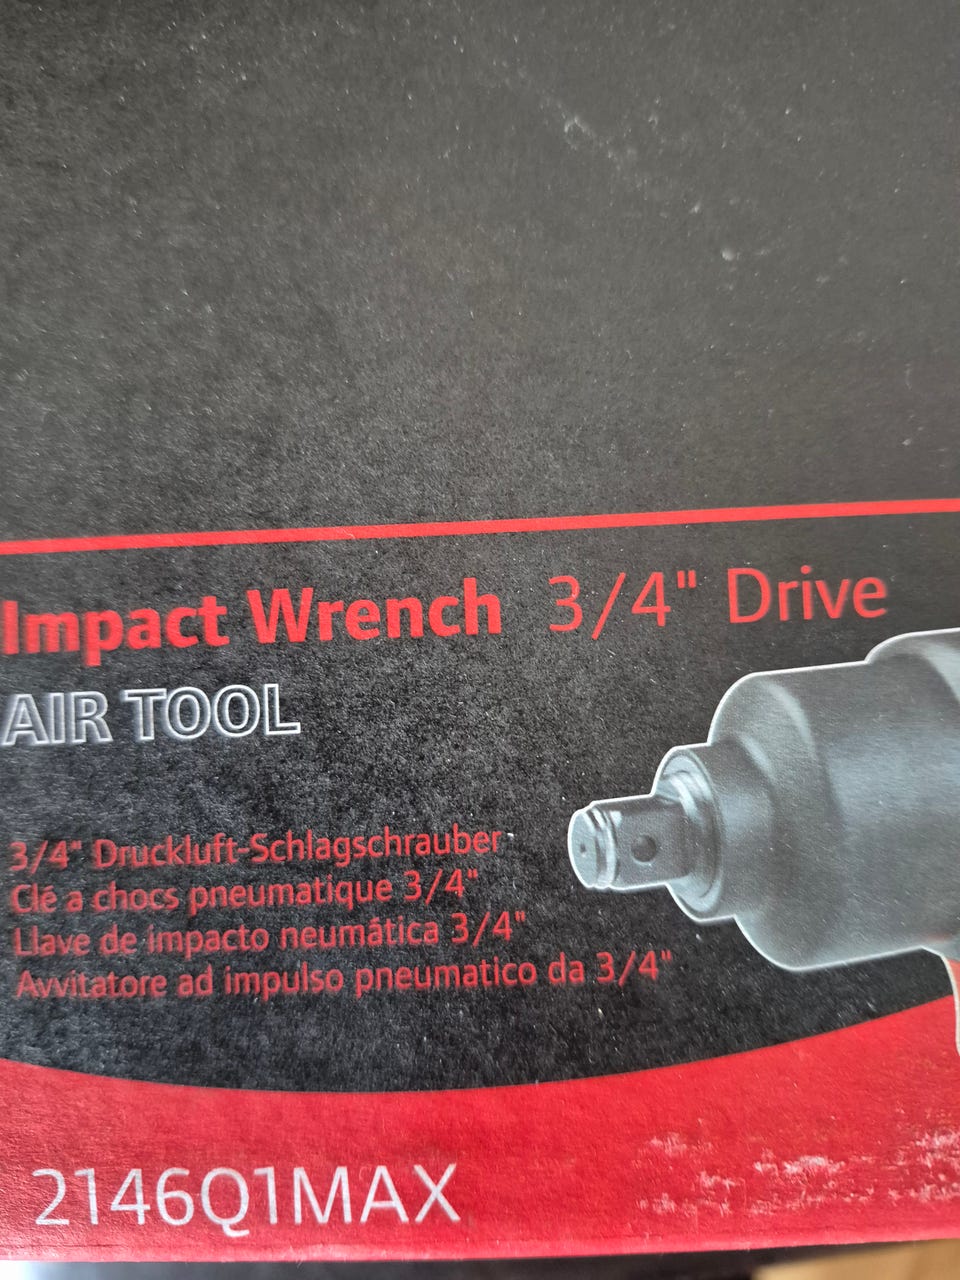 Impact Wrench 3/4" Drive
AIR TOOL
3/4" Druckluft-Schlagschrauber
Clé a chocs pneumatique 3/4"
Llave de impacto neumática 3/4"
Avvitatore ad impulso pneumatico da 3/4"
2146Q1MAX